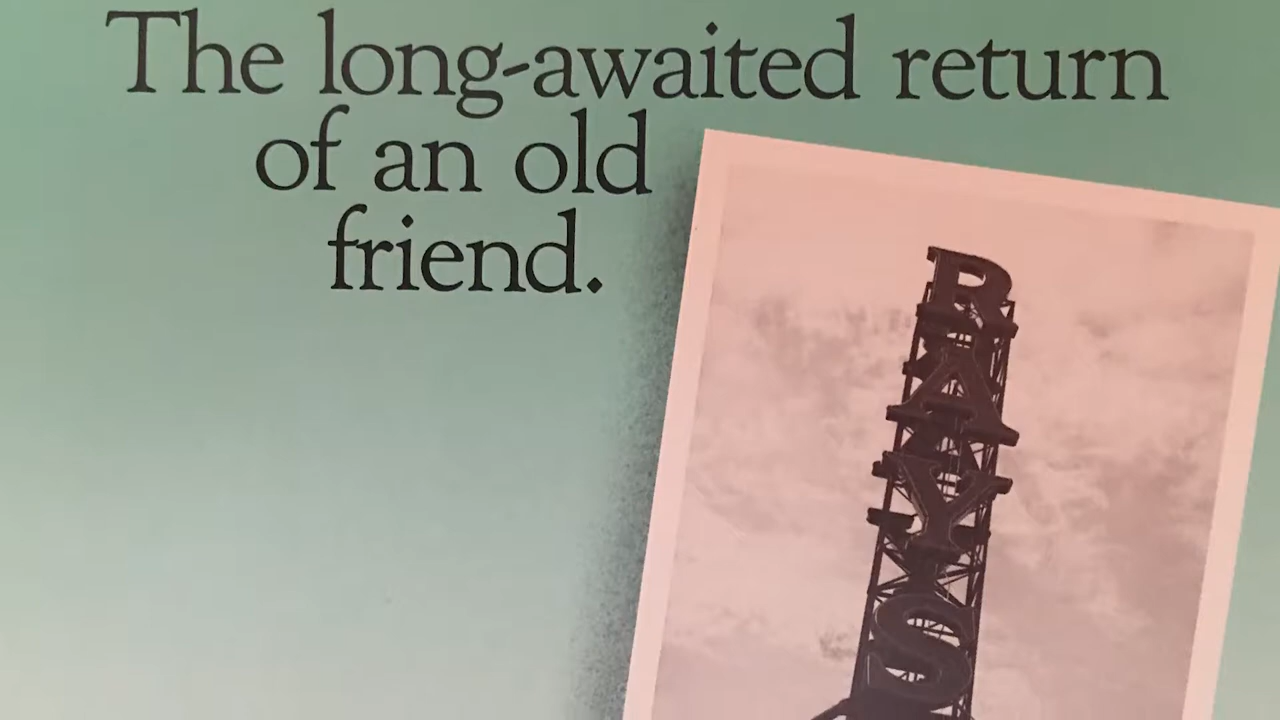 The long-awaited return
of an old
friend.
RAYS